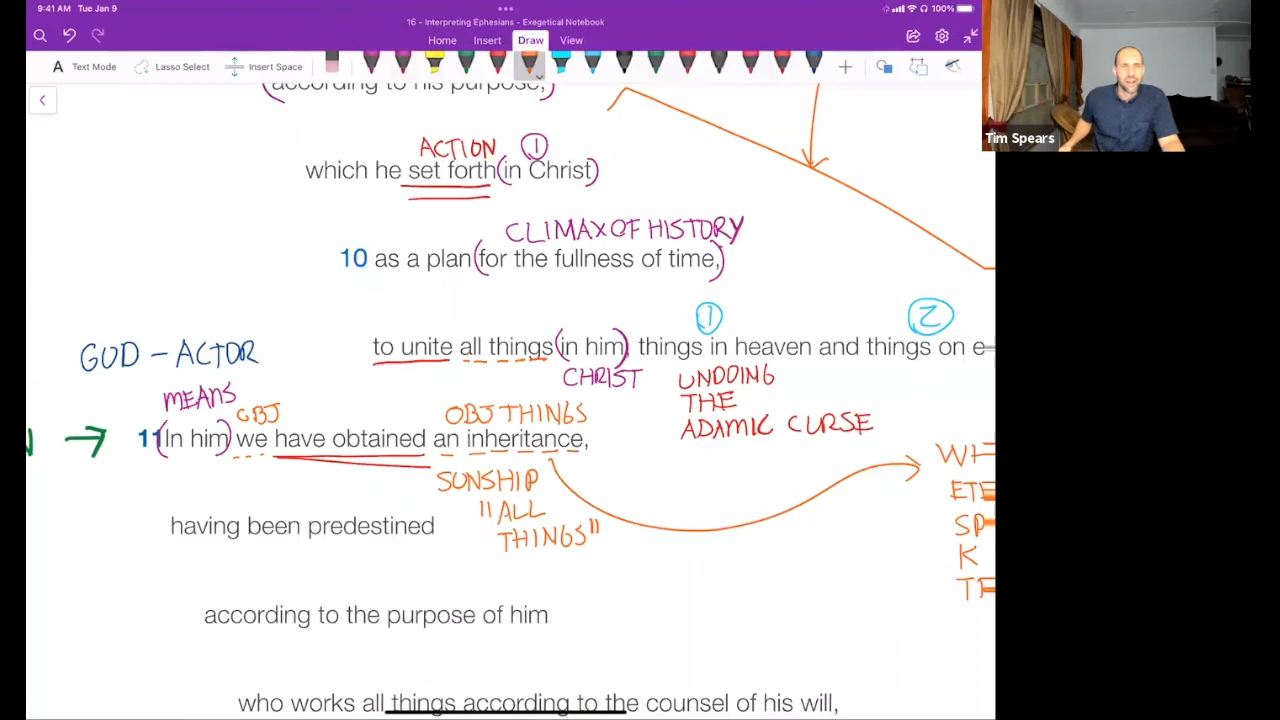 9:41 AM Tue Jan 9
100%
16 - Interpreting Ephesians - Exegetical Notebook
Home Insert Draw View
A Text Mode Lasso Select Insert Space
Tim Spears
(according to his purpose,)
ACTION 1
which he set forth (in Christ)
CLIMAX OF HISTORY
10 as a plan (for the fullness of time,)
1 2
to unite all things (in him), things in heaven and things on e
GOD - ACTOR
CHRIST
UNDOING
THE
ADAMIC CURSE
MEANS
OBJ
OBJ THINGS
11 (In him) we have obtained an inheritance,
SONSHIP
"ALL
THINGS"
having been predestined
according to the purpose of him
who works all things according to the counsel of his will,